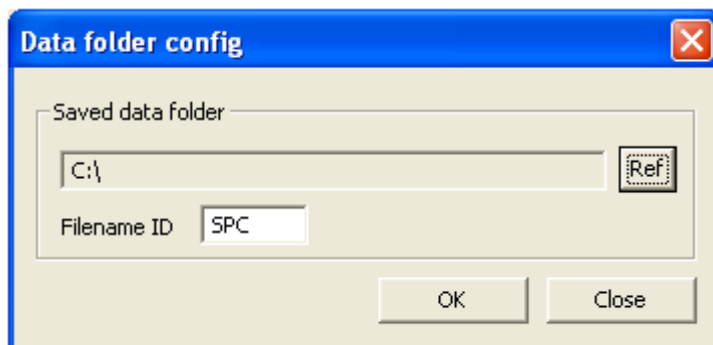 Data folder config
Saved data folder
C:\
Ref
Filename ID
SPC
OK
Close